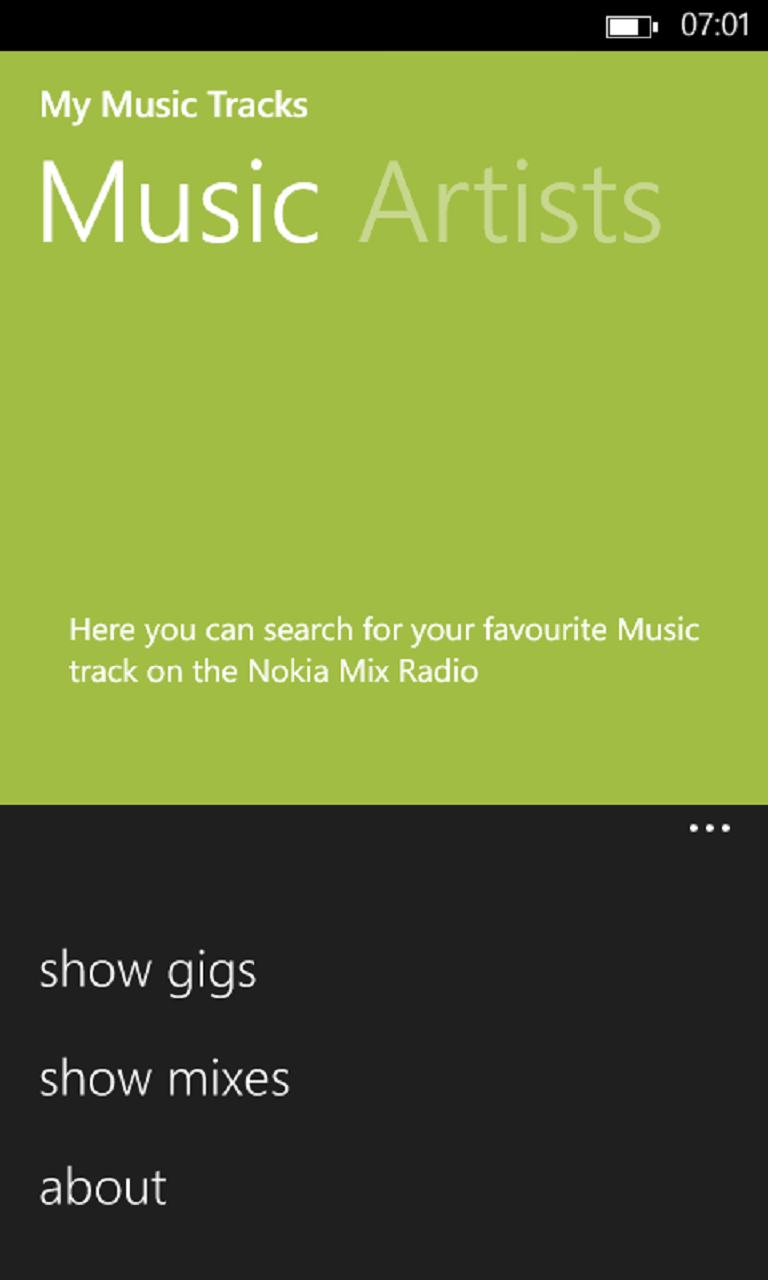 07:01
My Music Tracks
Music Artists
Here you can search for your favourite Music
track on the Nokia Mix Radio
show gigs
show mixes
about